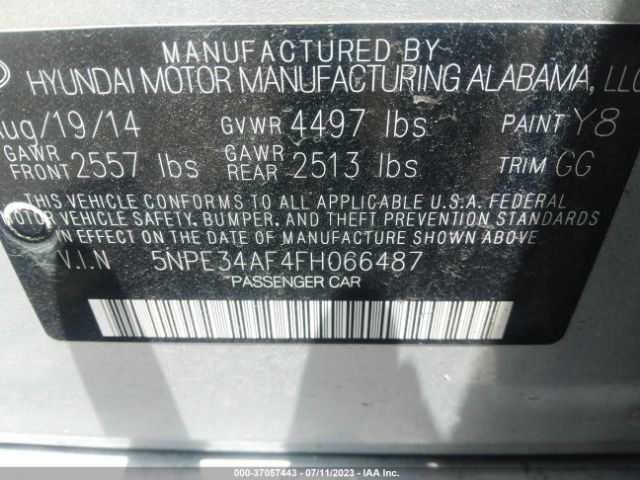 MANUFACTURED BY
HYUNDAI MOTOR MANUFACTURING ALABAMA, LLC
Aug/19/14 GVWR 4497 lbs PAINT Y8
GAWR FRONT 2557 lbs GAWR REAR 2513 lbs TRIM GG
THIS VEHICLE CONFORMS TO ALL APPLICABLE U.S.A. FEDERAL
MOTOR VEHICLE SAFETY, BUMPER, AND THEFT PREVENTION STANDARDS
IN EFFECT ON THE DATE OF MANUFACTURE SHOWN ABOVE.
V.I.N 5NPE34AF4FH066487
PASSENGER CAR
000-37057443 - 07/11/2023 - IAA Inc.